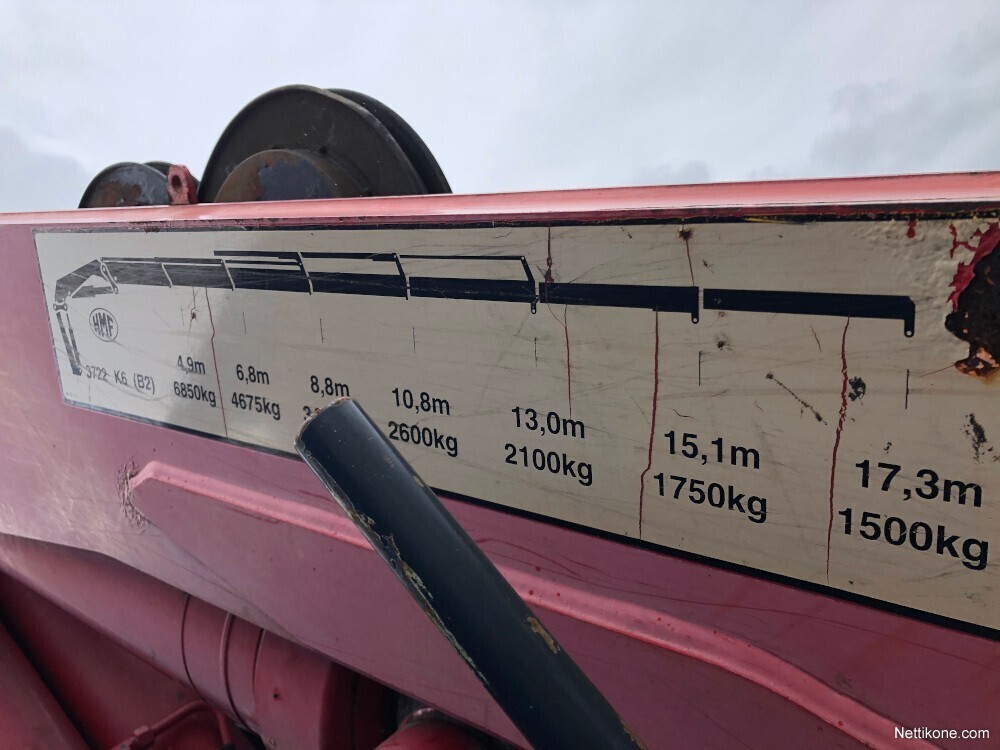 HMF
3722 K6 (B2)
4,9m
6850kg
6,8m
4675kg
8,8m
10,8m
2600kg
13,0m
2100kg
15,1m
1750kg
17,3m
1500kg
Nettikone.com